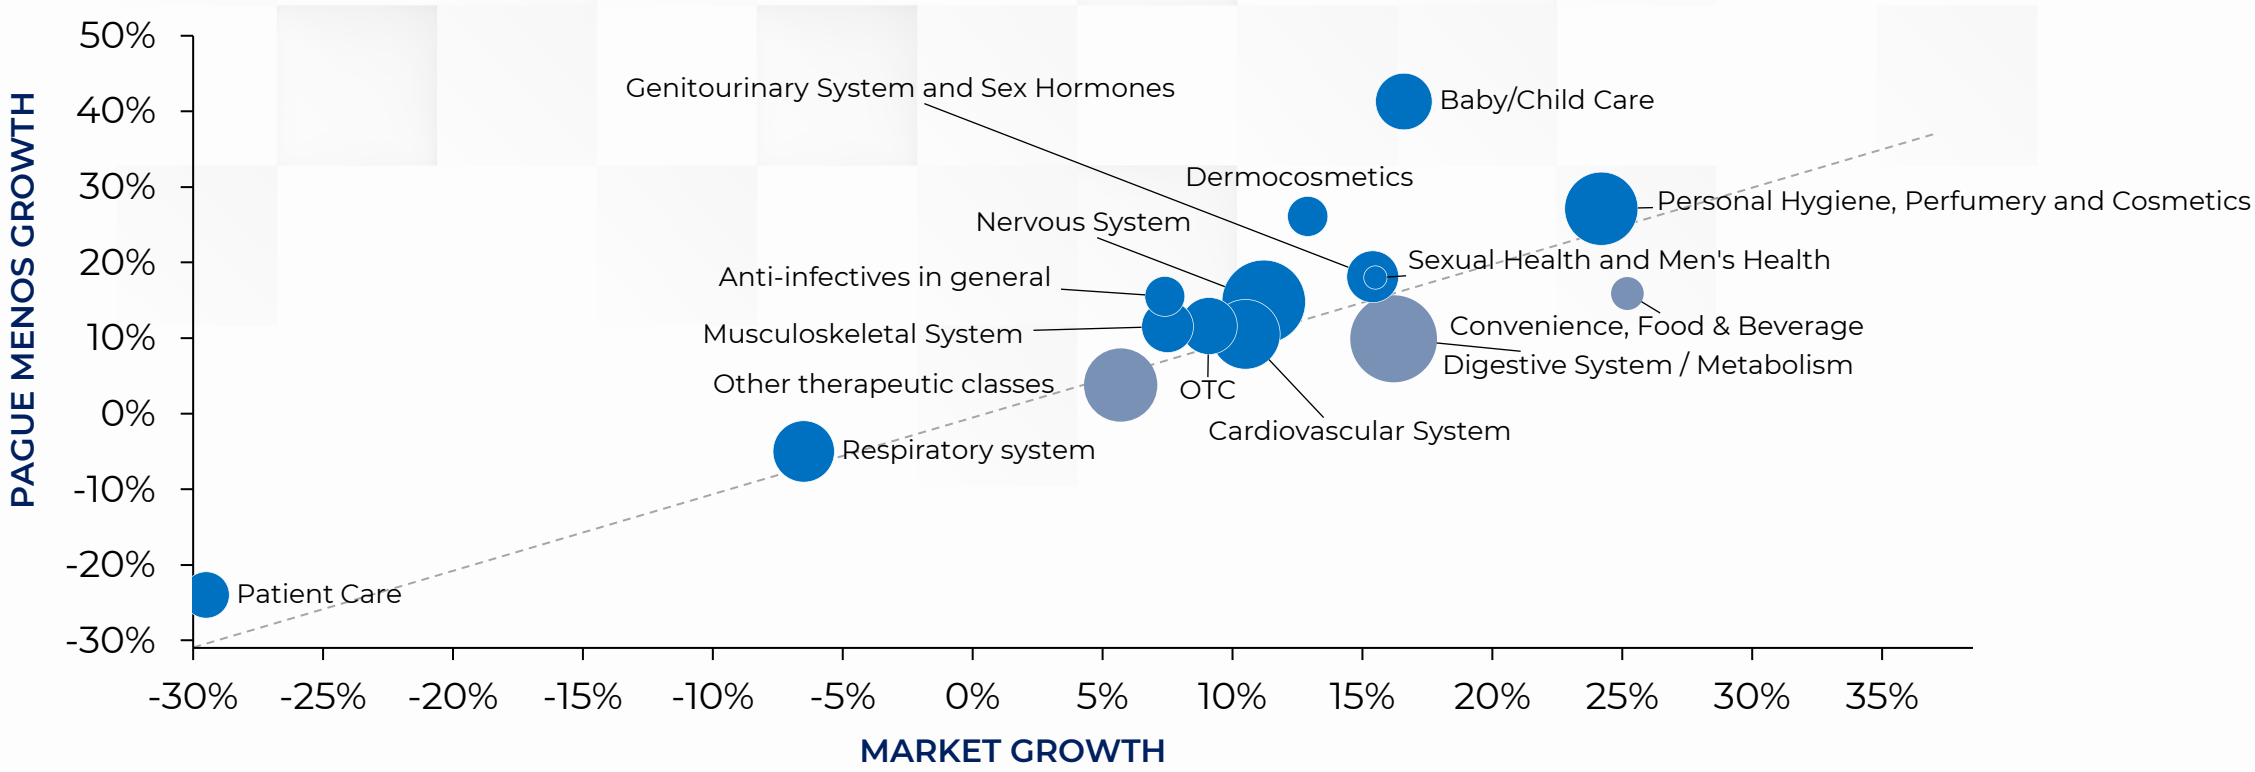 50%
40%
30%
20%
10%
0%
-10%
-20%
-30%
PAGUE MENOS GROWTH
Genitourinary System and Sex Hormones
Baby/Child Care
Dermocosmetics
Personal Hygiene, Perfumery and Cosmetics
Nervous System
Sexual Health and Men's Health
Anti-infectives in general
Convenience, Food & Beverage
Musculoskeletal System
Digestive System / Metabolism
Other therapeutic classes
OTC
Cardiovascular System
Respiratory system
Patient Care
-30% -25% -20% -15% -10% -5% 0% 5% 10% 15% 20% 25% 30% 35%
MARKET GROWTH